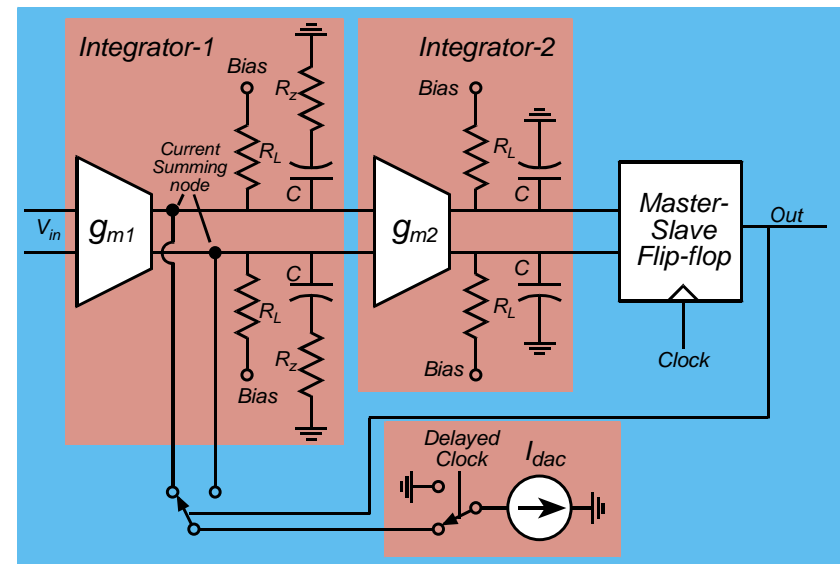 Integrator-1
Integrator-2
Bias
Rz
Bias
Current
Summing
node
RL
C
RL
C
Vin
gm1
gm2
Master-
Slave
Flip-flop
Out
C
RL
Rz
Bias
C
RL
Bias
Clock
Delayed
Clock
Idac